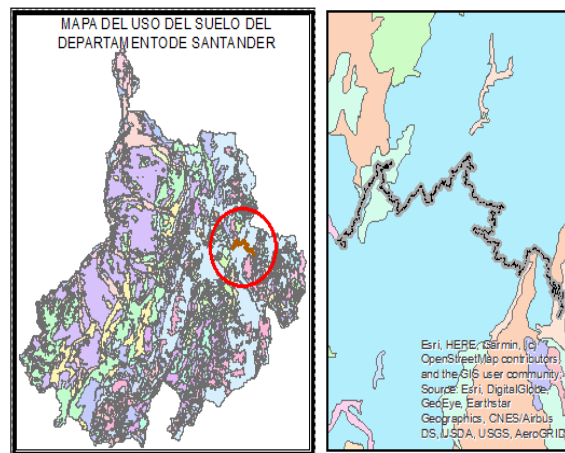 MAPA DEL USO DEL SUELO DEL
DEPARTAMENTODE SANTANDER
Esri, HERE, Garmin, (c)
OpenStreetMap contributors,
and the GIS user community,
Source: Esri, DigitalGlobe,
GeoEye, Earthstar
Geographics, CNES/Airbus
DS, USDA, USGS, AeroGRID,